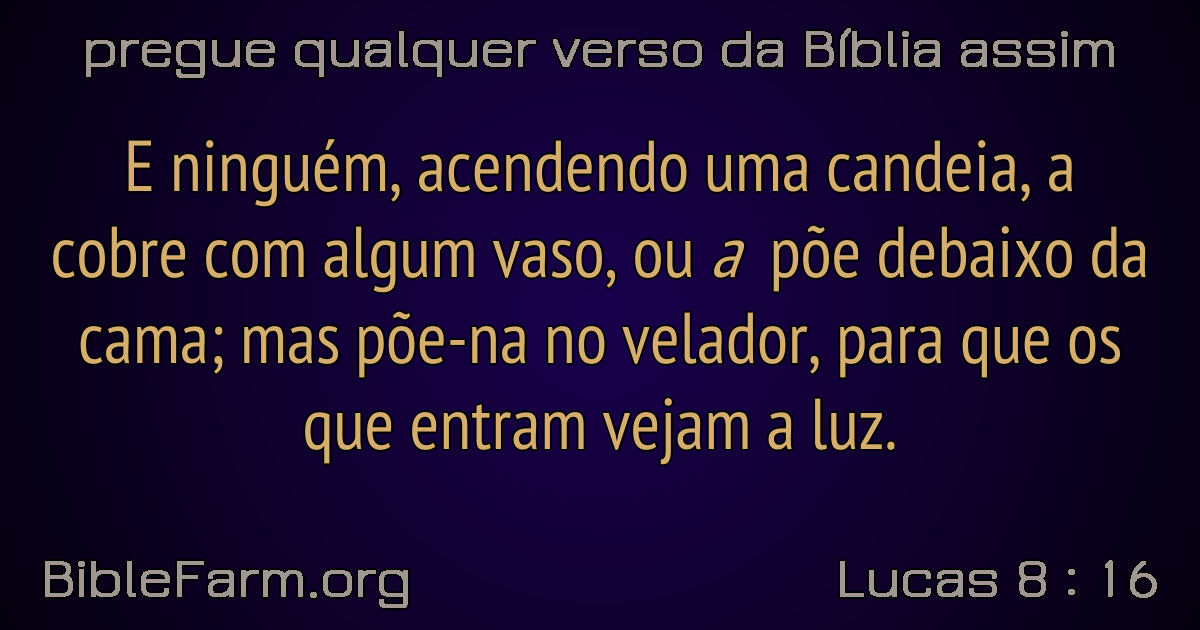 pregue qualquer verso da Bíblia assim
E ninguém, acendendo uma candeia, a
cobre com algum vaso, ou a põe debaixo da
cama; mas põe-na no velador, para que os
que entram vejam a luz.
BibleFarm.org
Lucas 8 : 16